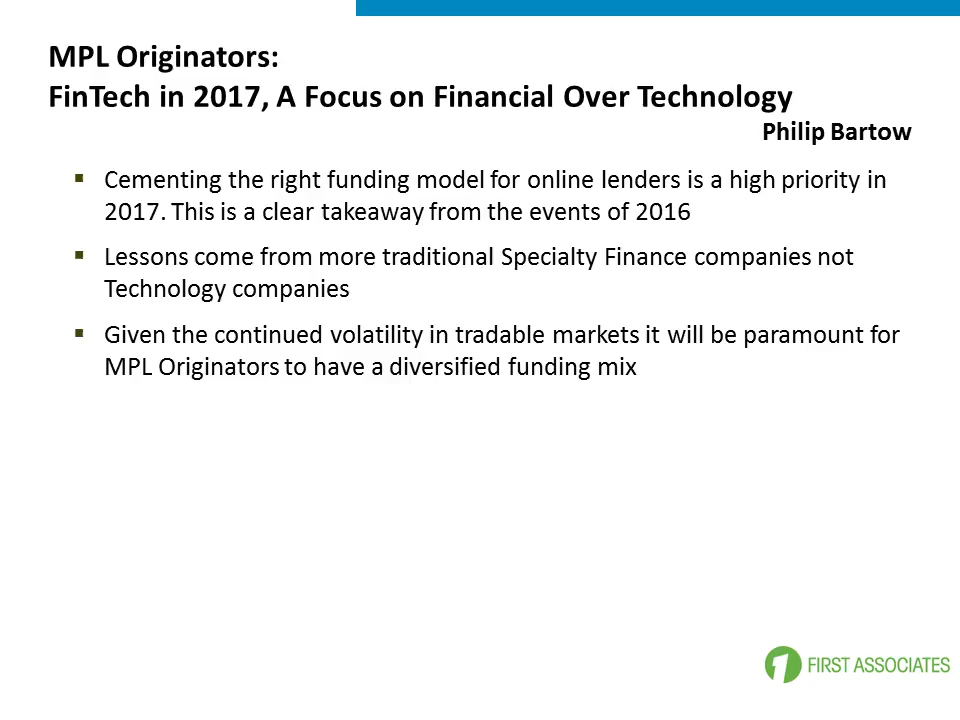 MPL Originators:
FinTech in 2017, A Focus on Financial Over Technology
Philip Bartow
▪ Cementing the right funding model for online lenders is a high priority in
2017. This is a clear takeaway from the events of 2016
▪ Lessons come from more traditional Specialty Finance companies not
Technology companies
▪ Given the continued volatility in tradable markets it will be paramount for
MPL Originators to have a diversified funding mix
1 FIRST ASSOCIATES